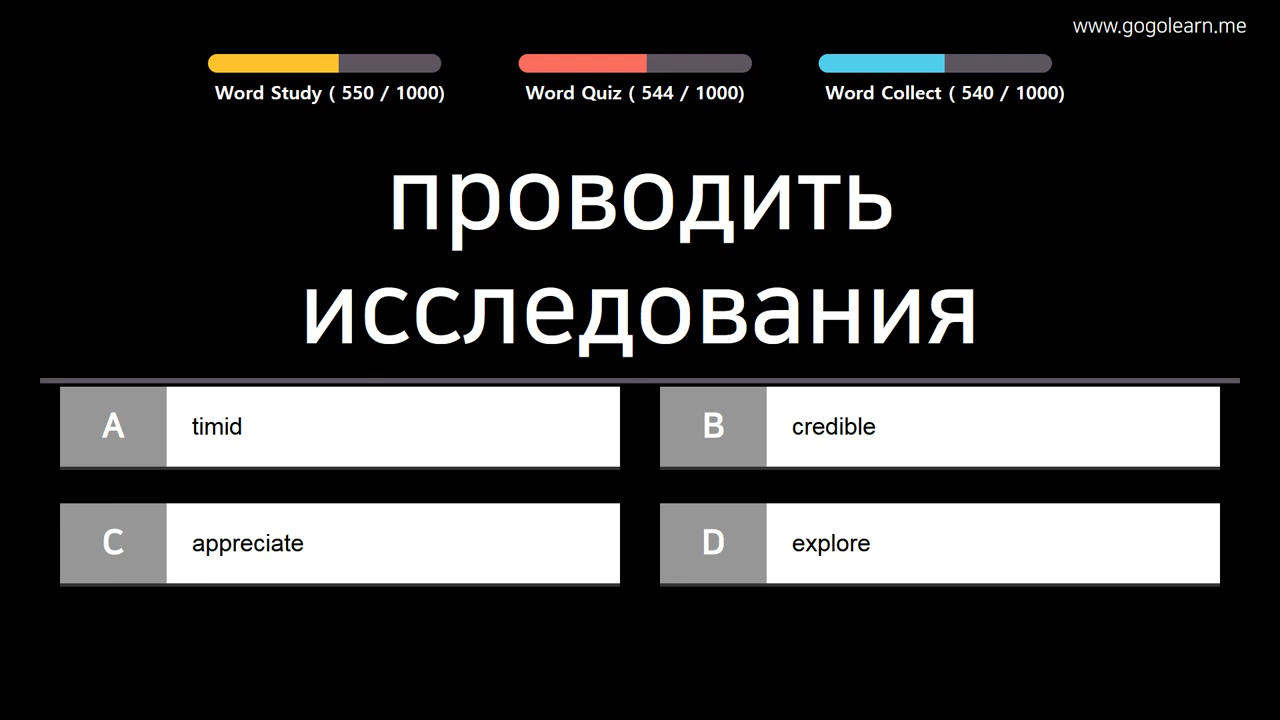 www.gogolearn.me
Word Study ( 550 / 1000)
Word Quiz ( 544 / 1000)
Word Collect ( 540 / 1000)
проводить
исследования
A timid
B credible
C appreciate
D explore